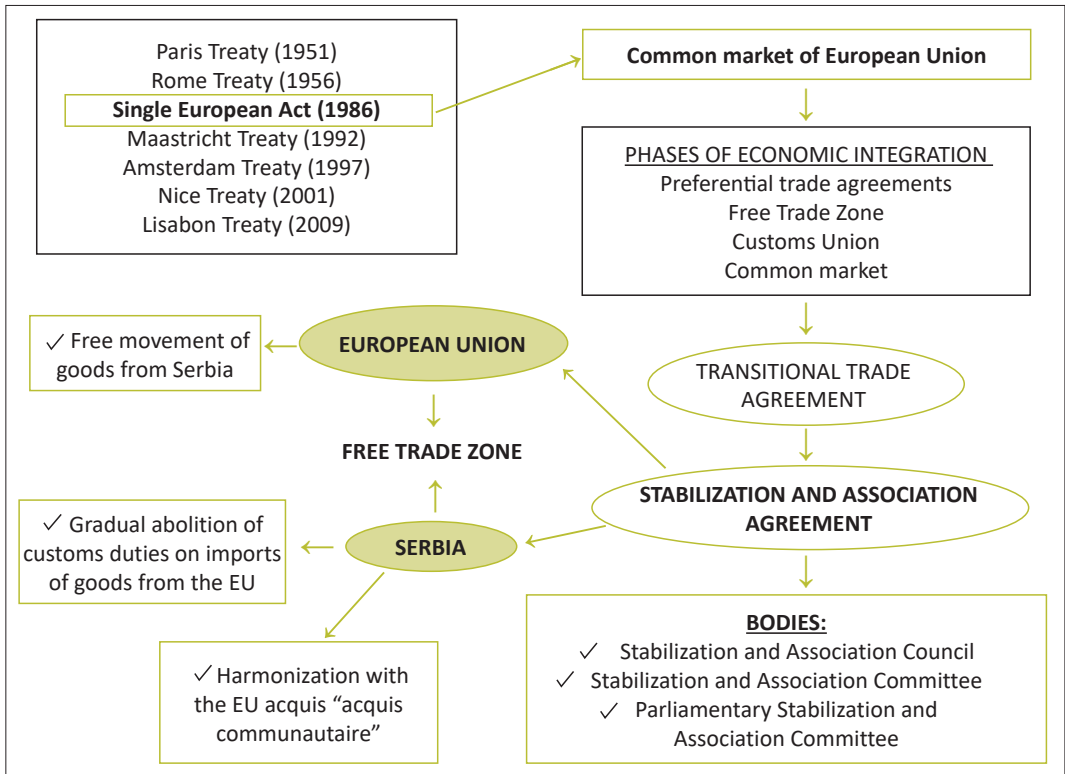 Paris Treaty (1951)
Rome Treaty (1956)
Single European Act (1986)
Maastricht Treaty (1992)
Amsterdam Treaty (1997)
Nice Treaty (2001)
Lisabon Treaty (2009)
Common market of European Union
PHASES OF ECONOMIC INTEGRATION
Preferential trade agreements
Free Trade Zone
Customs Union
Common market
✓ Free movement of
goods from Serbia
EUROPEAN UNION
TRANSITIONAL TRADE
AGREEMENT
FREE TRADE ZONE
STABILIZATION AND ASSOCIATION
AGREEMENT
✓ Gradual abolition of
customs duties on imports
of goods from the EU
SERBIA
✓ Harmonization with
the EU acquis “acquis
communautaire”
BODIES:
✓ Stabilization and Association Council
✓ Stabilization and Association Committee
✓ Parliamentary Stabilization and
Association Committee